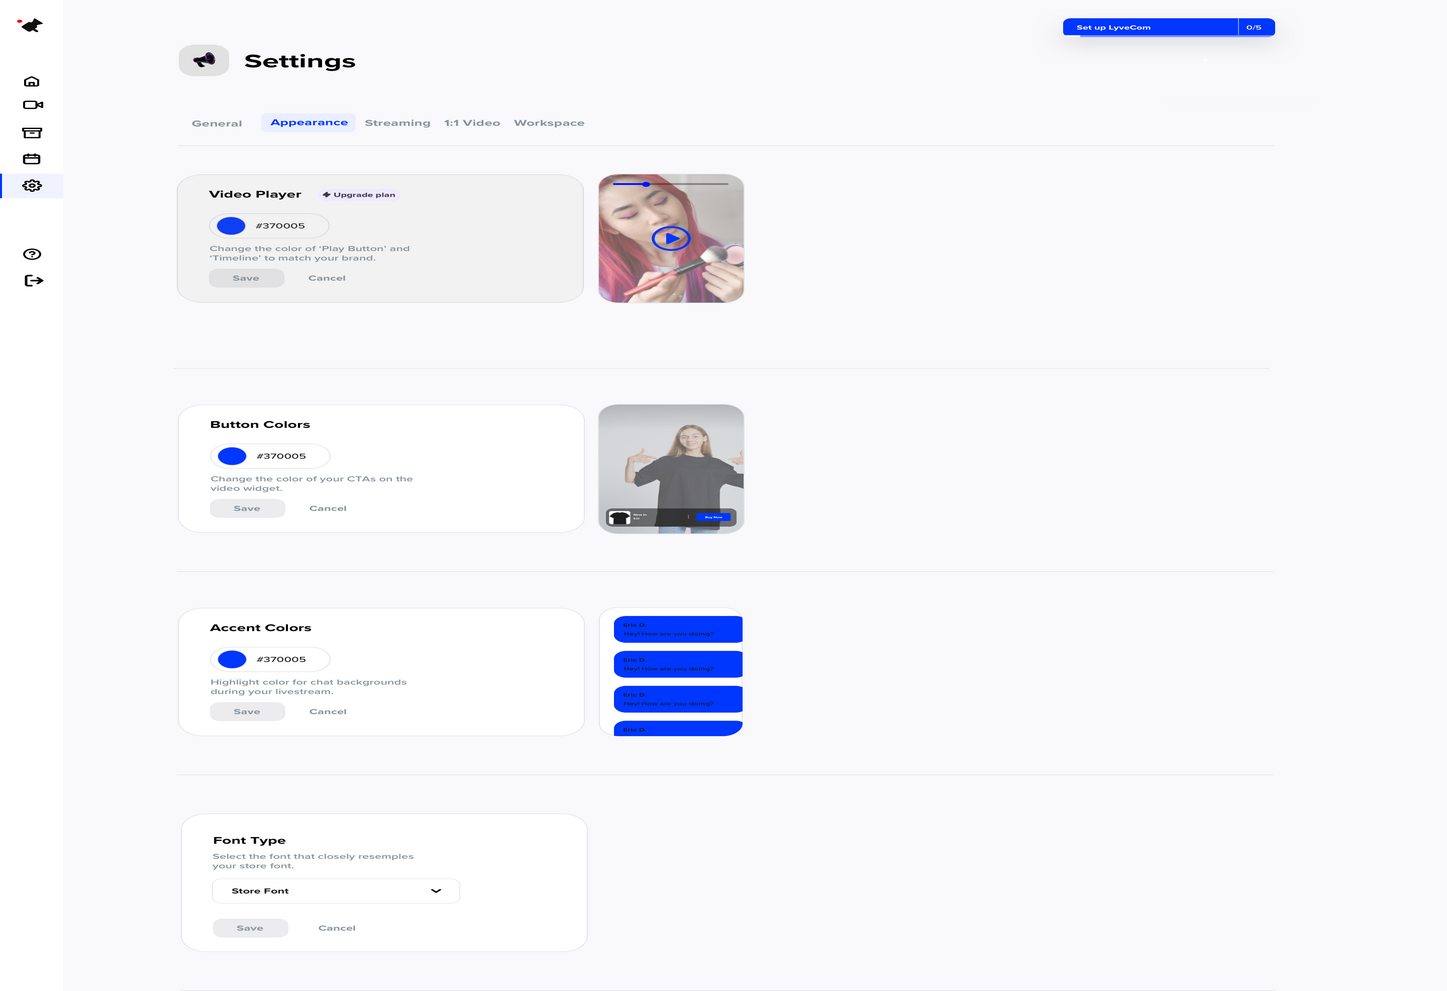 Set up LyveCom 0/5
Settings
General Appearance Streaming 1:1 Video Workspace
Video Player Upgrade plan
#370005
Change the color of ‘Play Button’ and
‘Timeline’ to match your brand.
Save Cancel
Button Colors
#370005
Change the color of your CTAs on the
video widget.
Save Cancel
Buy Now
Accent Colors
#370005
Highlight color for chat backgrounds
during your livestream.
Save Cancel
Eric D.
Hey! How are you doing?
Eric D.
Hey! How are you doing?
Eric D.
Hey! How are you doing?
Eric D.
Font Type
Select the font that closely resembles
your store font.
Store Font
Save Cancel